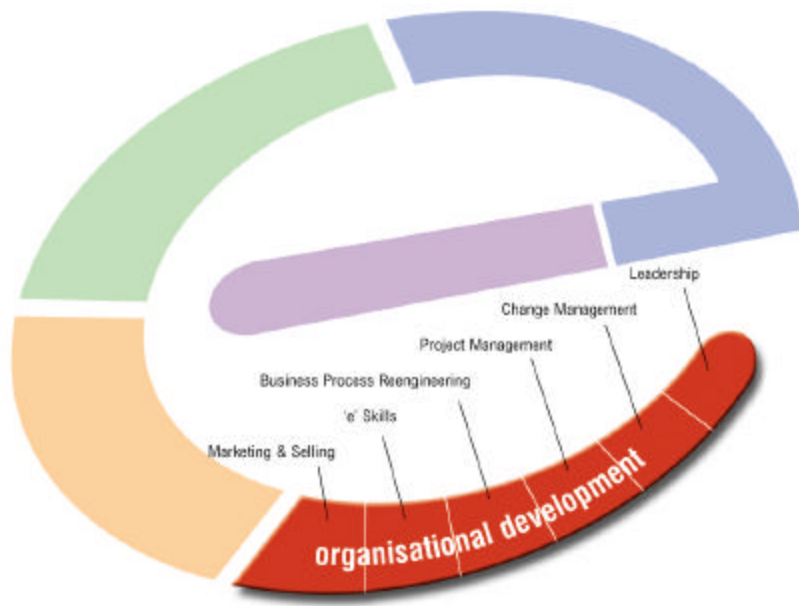 Leadership
Change Management
Project Management
Business Process Reengineering
'e' Skills
Marketing & Selling
organisational development